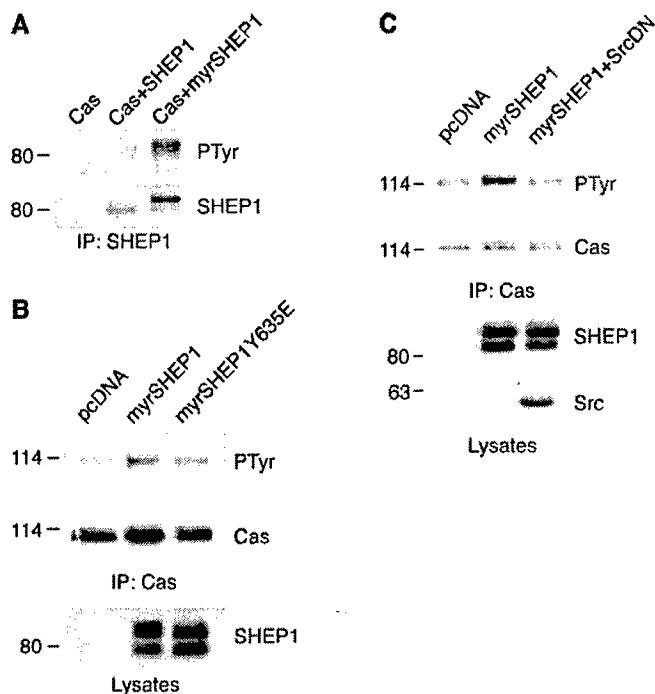 A
Cas
Cas+SHEP1
Cas+myrSHEP1
80
PTyr
80
SHEP1
IP: SHEP1
B
pcDNA
myrSHEP1
myrSHEP1Y635E
114
PTyr
114
Cas
IP: Cas
80
SHEP1
Lysates
C
pcDNA
myrSHEP1
myrSHEP1+SrcDN
114
PTyr
114
Cas
IP: Cas
SHEP1
80
63
Src
Lysates